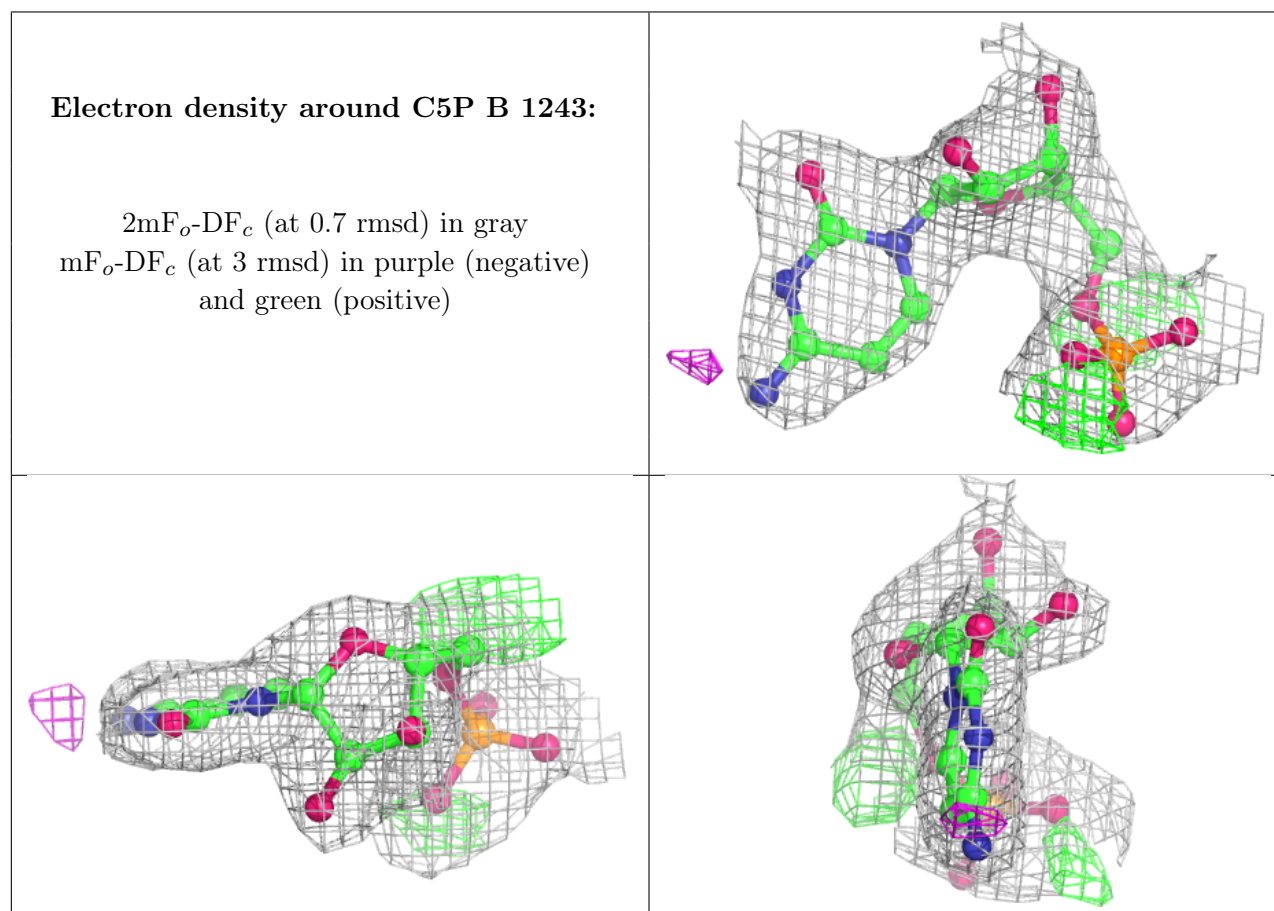 Electron density around C5P B 1243:
2mFo-DFc (at 0.7 rmsd) in gray
mFo-DFc (at 3 rmsd) in purple (negative)
and green (positive)